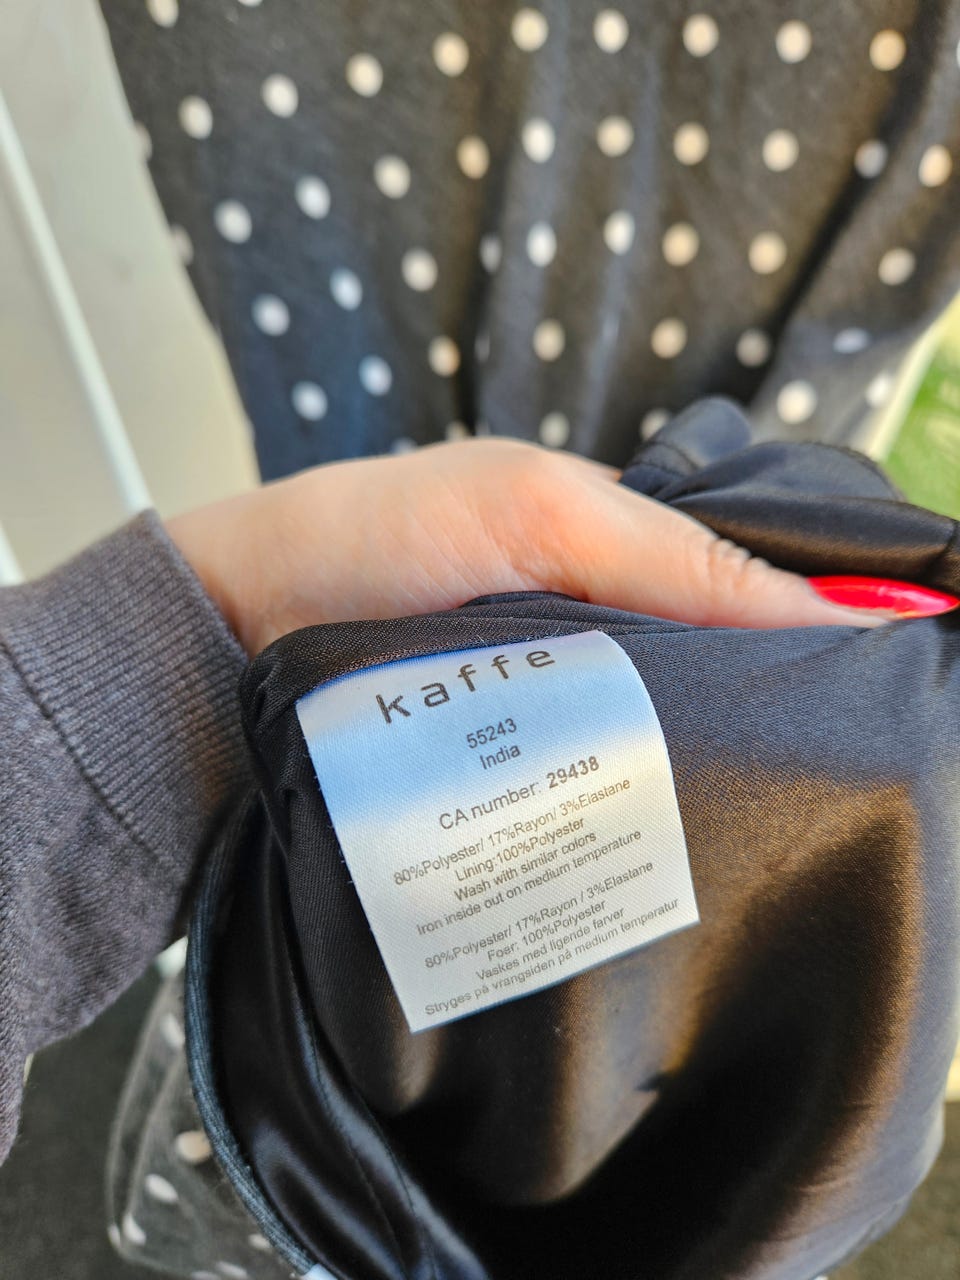 kaffe
55243
India
CA number: 29438
80%Polyester/ 17%Rayon/ 3%Elastane
Lining:100%Polyester
Wash with similar colors
Iron inside out on medium temperature
80%Polyester/ 17%Rayon / 3%Elastane
Foer: 100%Polyester
Vaskes med ligende farver
Stryges på vrangsiden på medium temperatur